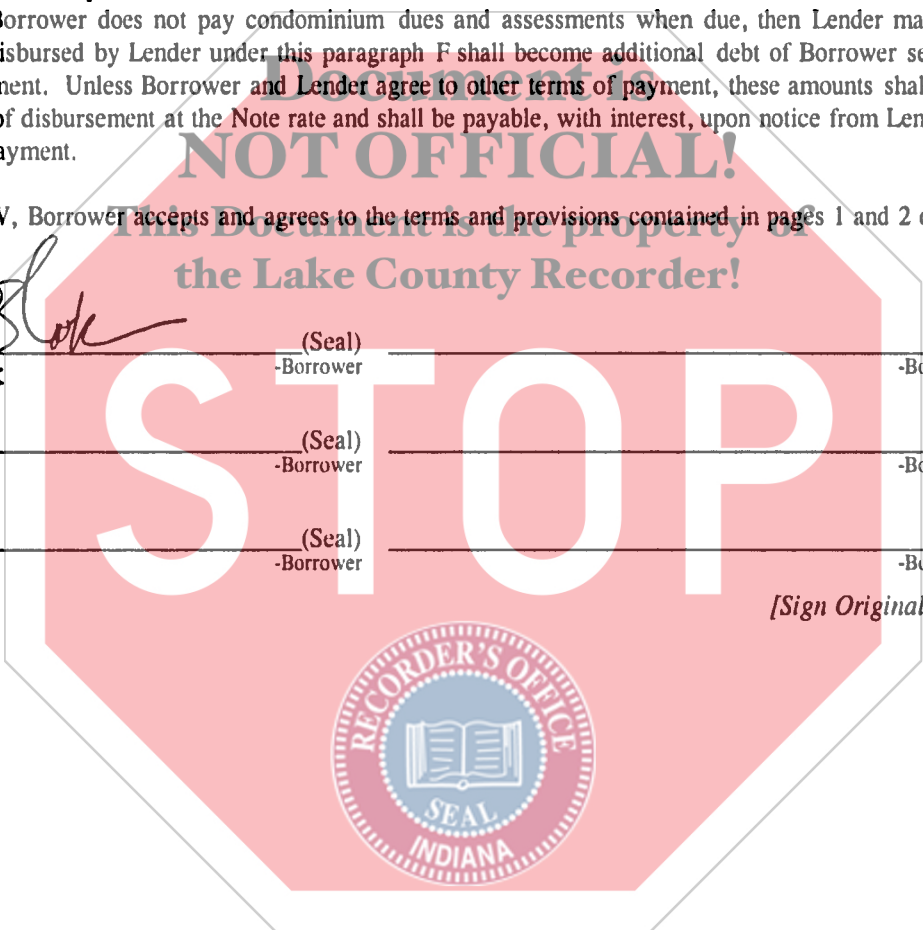 Borrower does not pay condominium dues and assessments when due, then Lender ma
isbursed by Lender under this paragraph F shall become additional debt of Borrower se
nent. Unless Borrower and Lender agree to other terms of payment, these amounts shal
of disbursement at the Note rate and shall be payable, with interest, upon notice from Len
ayment.
V, Borrower accepts and agrees to the terms and provisions contained in pages 1 and 2
Document is
NOT OFFICIAL!
This Document is the property of
the Lake County Recorder!
(Seal)
-Borrower
-Bo
(Seal)
-Borrower
-Bo
(Seal)
-Borrower
-Bo
[Sign Original
STOP
RECORDER'S OFFICE
SEAL
INDIANA